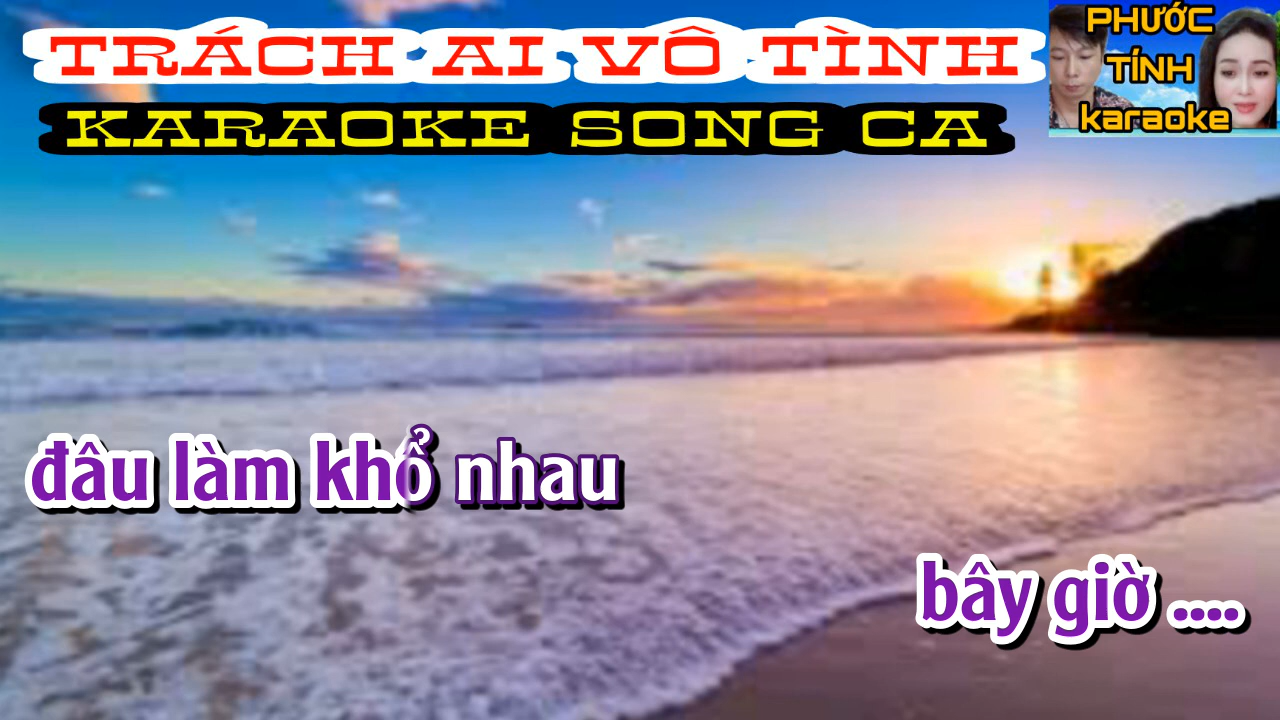 TRÁCH AI VÔ TÌNH
KARAOKE SONG CA
PHƯỚC
TÍNH
karaoke
đâu làm khổ nhau
bây giờ ....